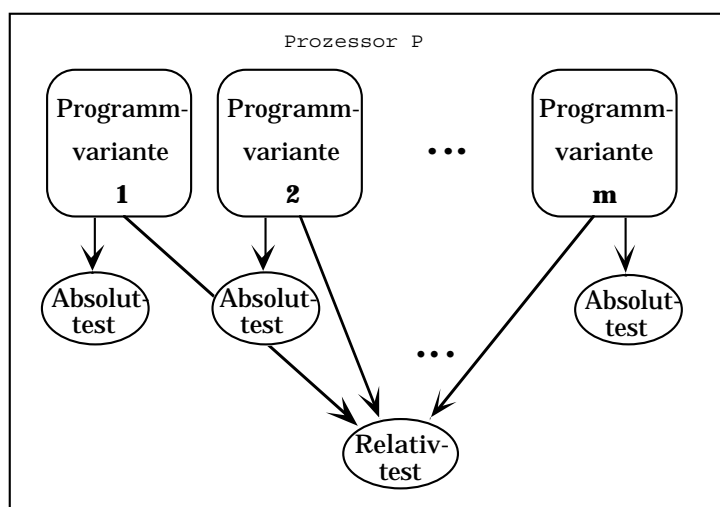 Prozessor P
Programm-
variante
1
Programm-
variante
2
...
Programm-
variante
m
Absolut-
test
Absolut-
test
...
Absolut-
test
Relativ-
test